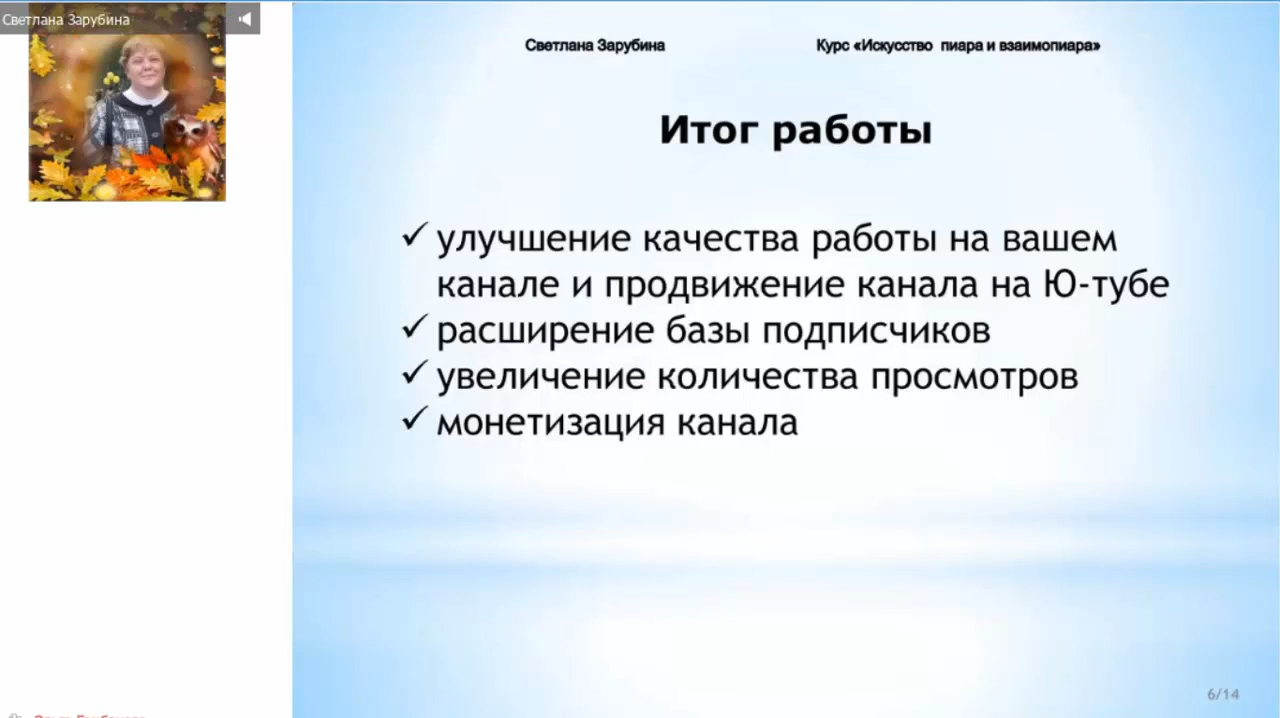 Светлана Зарубина
Светлана Зарубина Курс «Искусство пиара и взаимопиара»
Итог работы
✓ улучшение качества работы на вашем
канале и продвижение канала на Ю-тубе
✓ расширение базы подписчиков
✓ увеличение количества просмотров
✓ монетизация канала
6/14